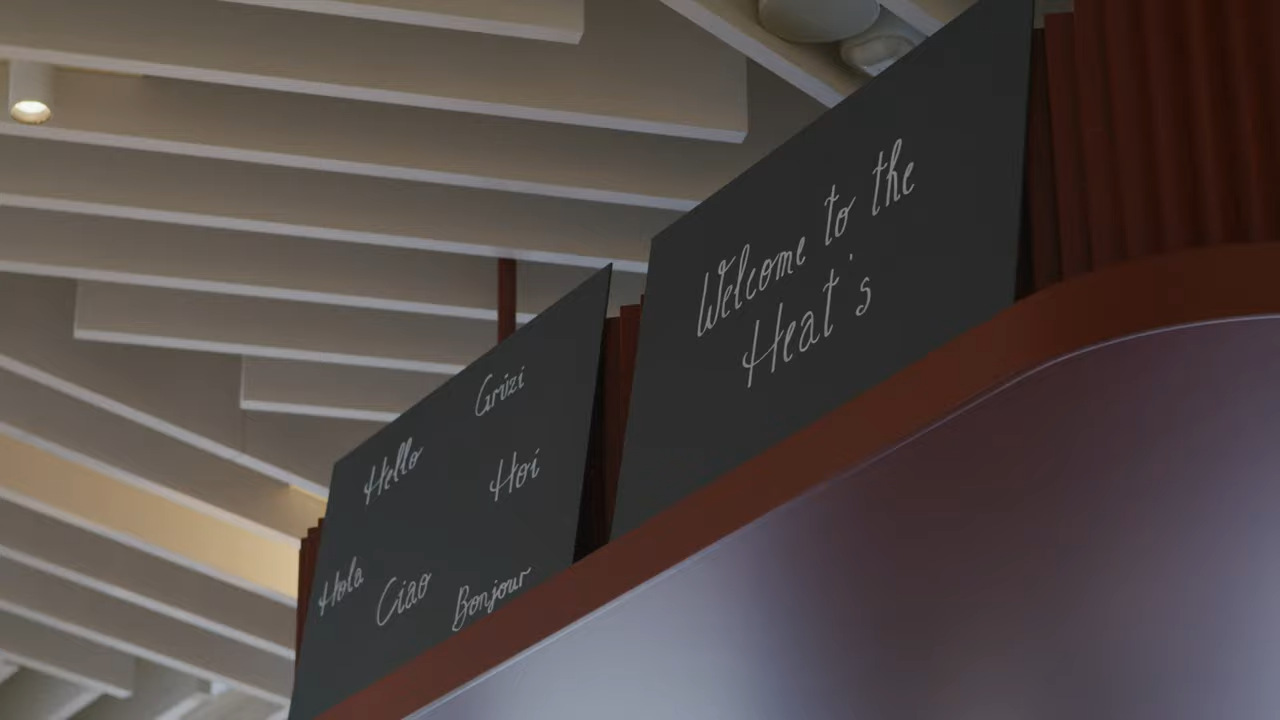 Grüzi
Hello
Hoi
Hola
Ciao
Bonjour
Welcome to the
Heat's